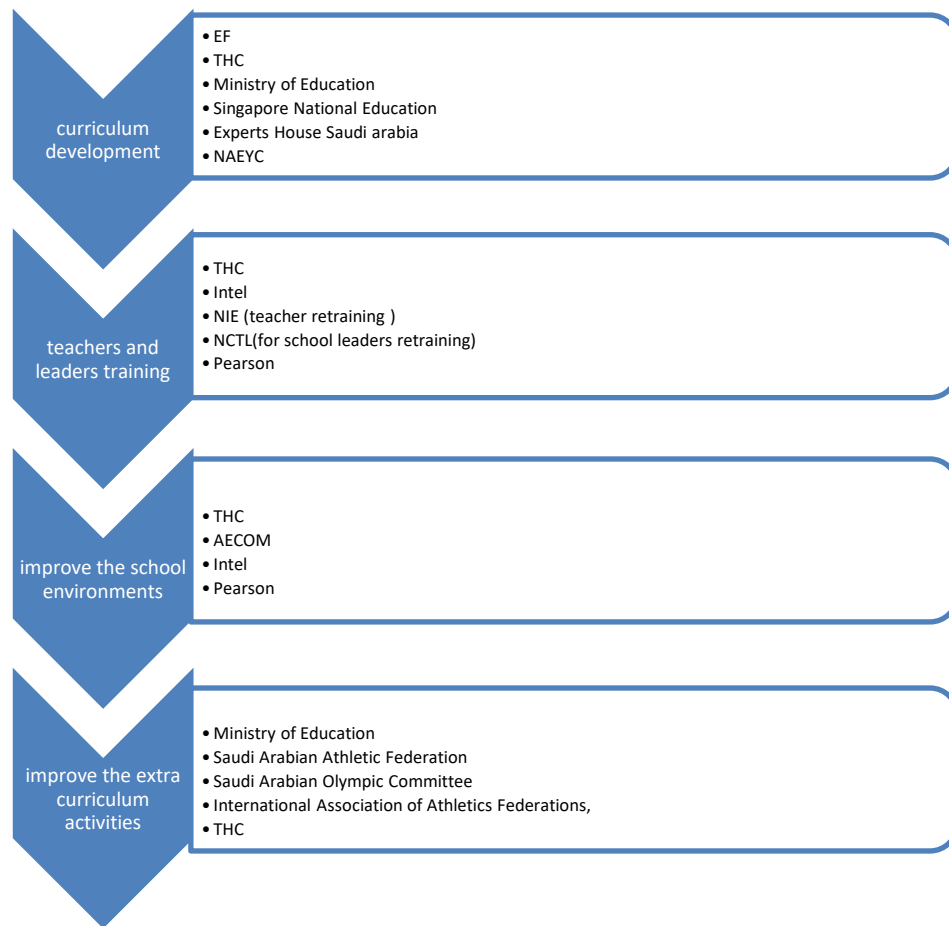 curriculum
development
• EF
• THC
• Ministry of Education
• Singapore National Education
• Experts House Saudi arabia
• NAEYC
teachers and
leaders training
• THC
• Intel
• NIE (teacher retraining )
• NCTL(for school leaders retraining)
• Pearson
improve the school
environments
• THC
• AECOM
• Intel
• Pearson
improve the extra
curriculum
activities
• Ministry of Education
• Saudi Arabian Athletic Federation
• Saudi Arabian Olympic Committee
• International Association of Athletics Federations,
• THC